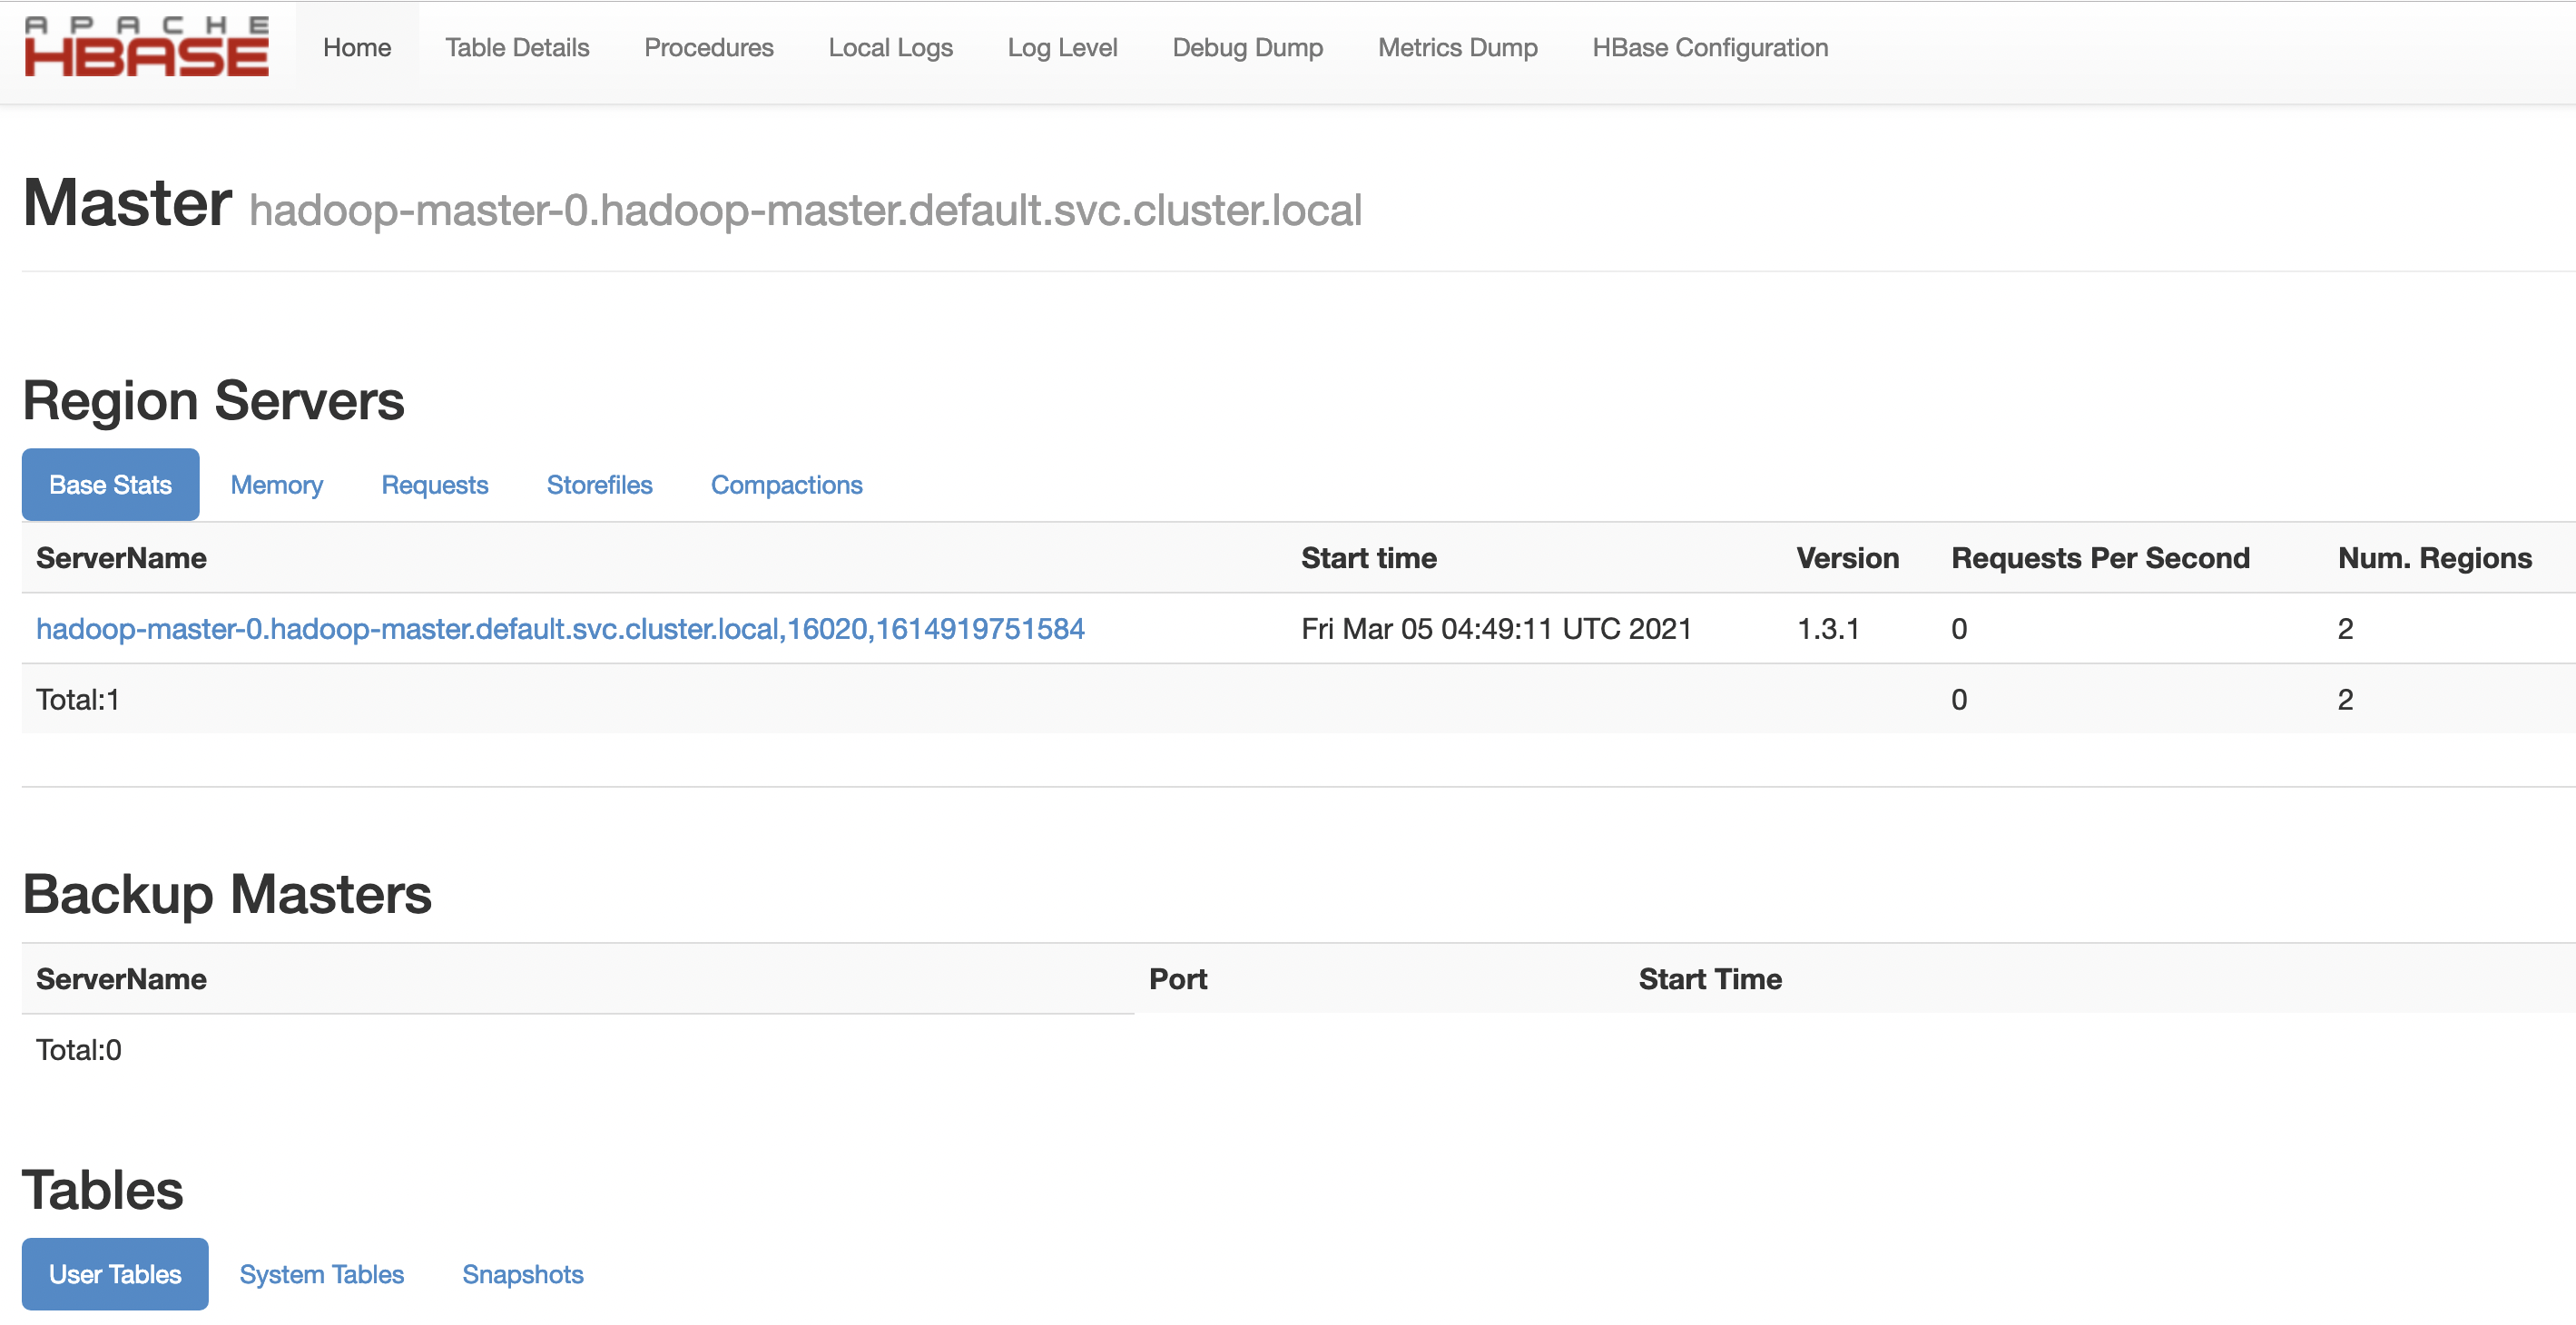 APACHE
HBASE
Home Table Details Procedures Local Logs Log Level Debug Dump Metrics Dump HBase Configuration
Master hadoop-master-0.hadoop-master.default.svc.cluster.local
Region Servers
Base Stats Memory Requests Storefiles Compactions
ServerName Start time Version Requests Per Second Num. Regions
hadoop-master-0.hadoop-master.default.svc.cluster.local,16020,1614919751584 Fri Mar 05 04:49:11 UTC 2021 1.3.1 0 2
Total:1 0 2
Backup Masters
ServerName Port Start Time
Total:0
Tables
User Tables System Tables Snapshots